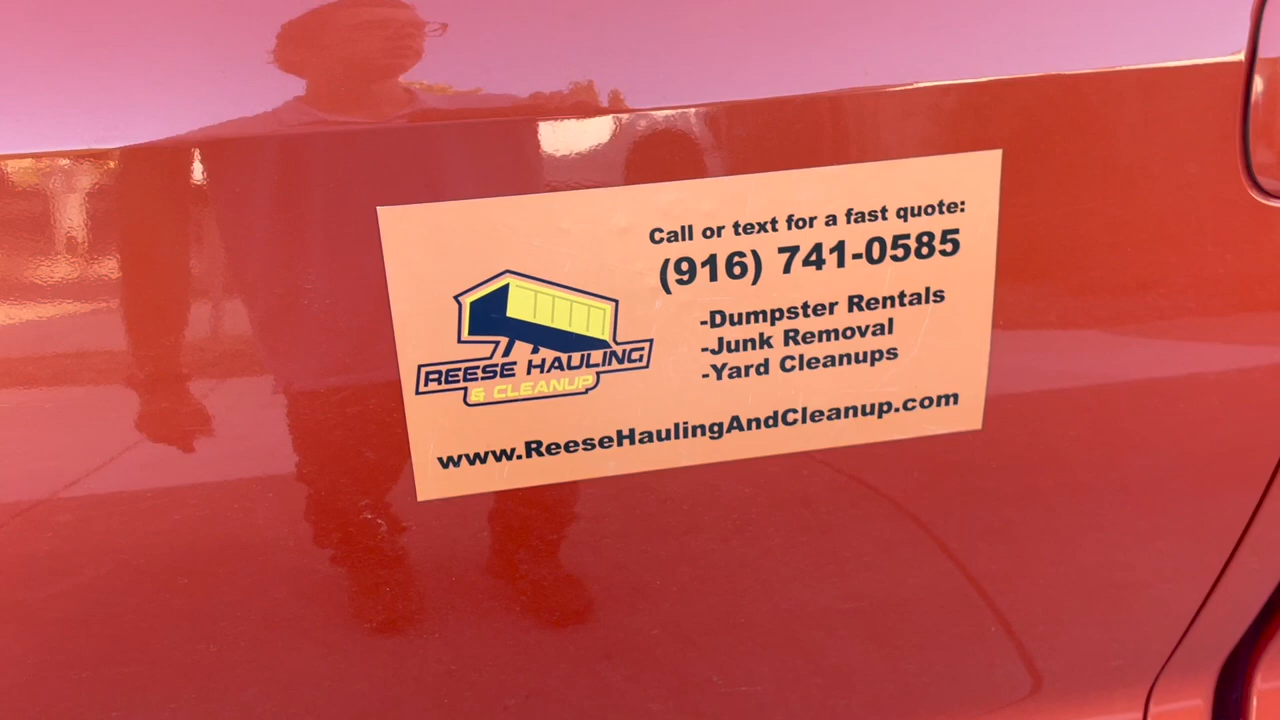 Call or text for a fast quote:
(916) 741-0585
-Dumpster Rentals
-Junk Removal
-Yard Cleanups
REESE HAULING
& CLEANUP
www.ReeseHaulingAndCleanup.com